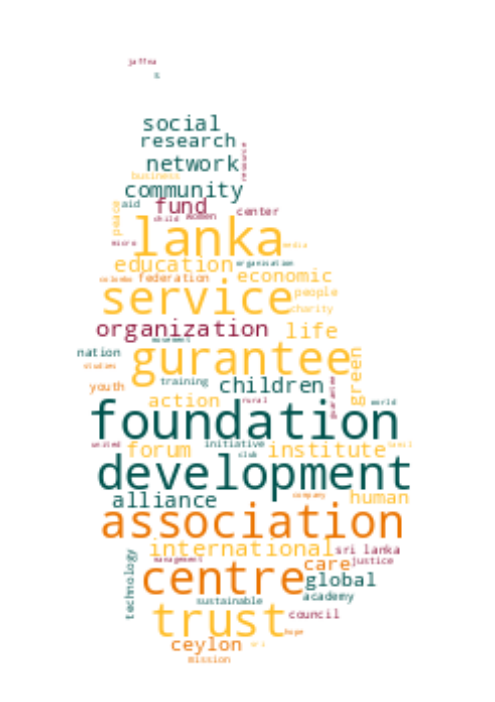 jaffna
s
social
research
resource
network
business
community
aid
fund
peace
child women
center
micro
lanka
media
education organisation
colombo federation economic
service people
charity
organization life
movement
nation
gurantee
studies
green
youth training children
action rural
guarantee
world
foundation
united forum initiative institute
club
development
alliance company human
association
international sri lanka
management care justice
technology
centre global
sustainable academy
trust council
hope
ceylon
mission